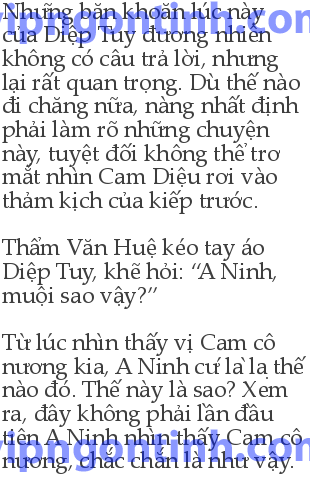 Những băn khoăn lúc này
của Diệp Tuy đương nhiên
không có câu trả lời, nhưng
lại rất quan trọng. Dù thế nào
đi chăng nữa, nàng nhất định
phải làm rõ những chuyện
này, tuyệt đối không thể trơ
mắt nhìn Cam Diệu rơi vào
thảm kịch của kiếp trước.
Thẩm Văn Huệ kéo tay áo
Diệp Tuy, khẽ hỏi: “A Ninh,
muội sao vậy?”
Từ lúc nhìn thấy vị Cam cô
nương kia, A Ninh cứ là lạ thế
nào đó. Thế này là sao? Xem
ra, đây không phải lần đầu
tiên A Ninh nhìn thấy Cam cô
nương, chắc chắn là như vậy.
vipngontinh.com
vipngontinh.com